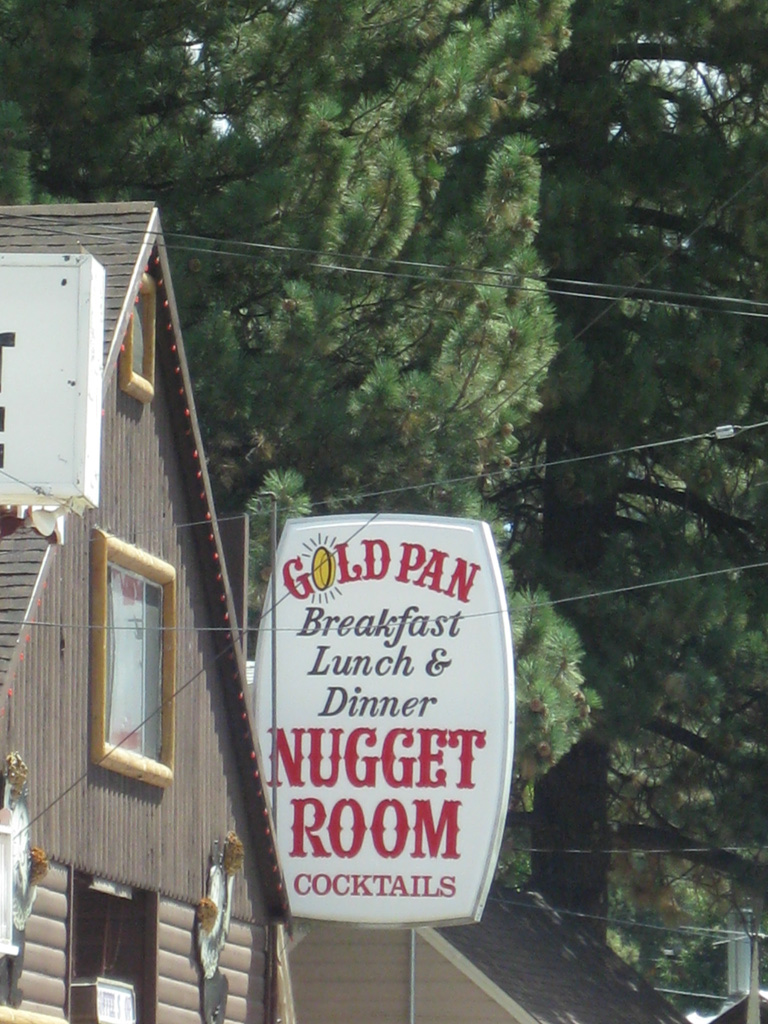 GOLD PAN
Breakfast
Lunch &
Dinner
NUGGET
ROOM
COCKTAILS